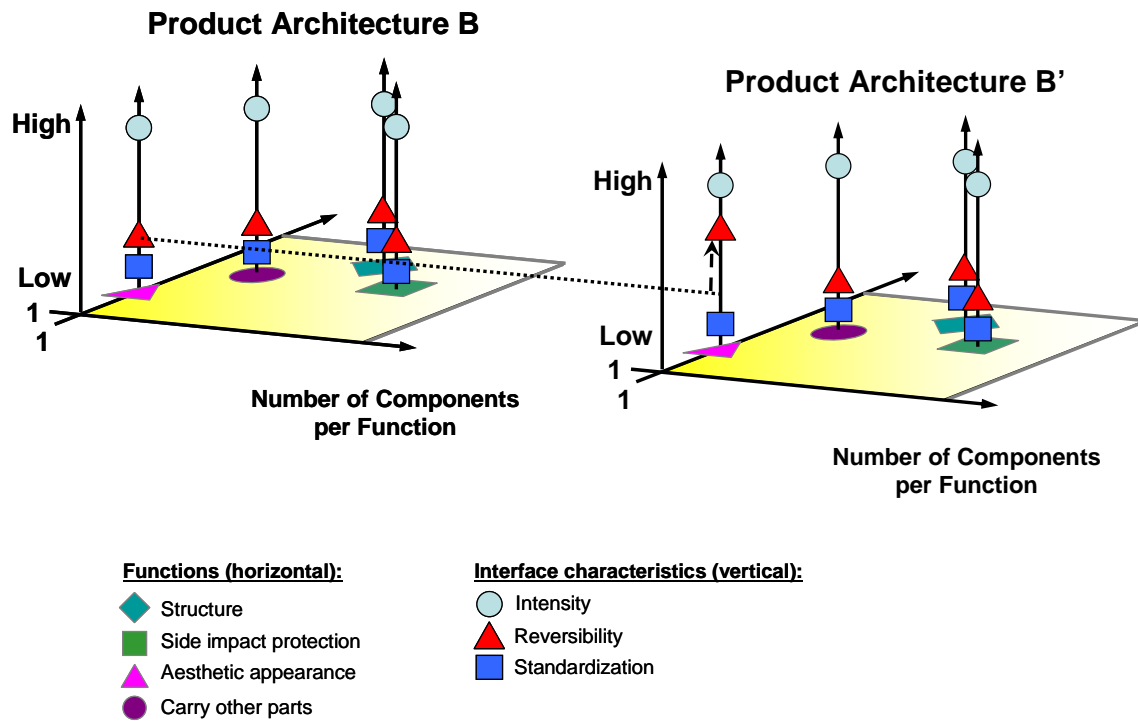 Product Architecture B
High
Low
1
1
Number of Components
per Function
Product Architecture B’
High
Low
1
1
Number of Components
per Function
Functions (horizontal):
Structure
Side impact protection
Aesthetic appearance
Carry other parts
Interface characteristics (vertical):
Intensity
Reversibility
Standardization